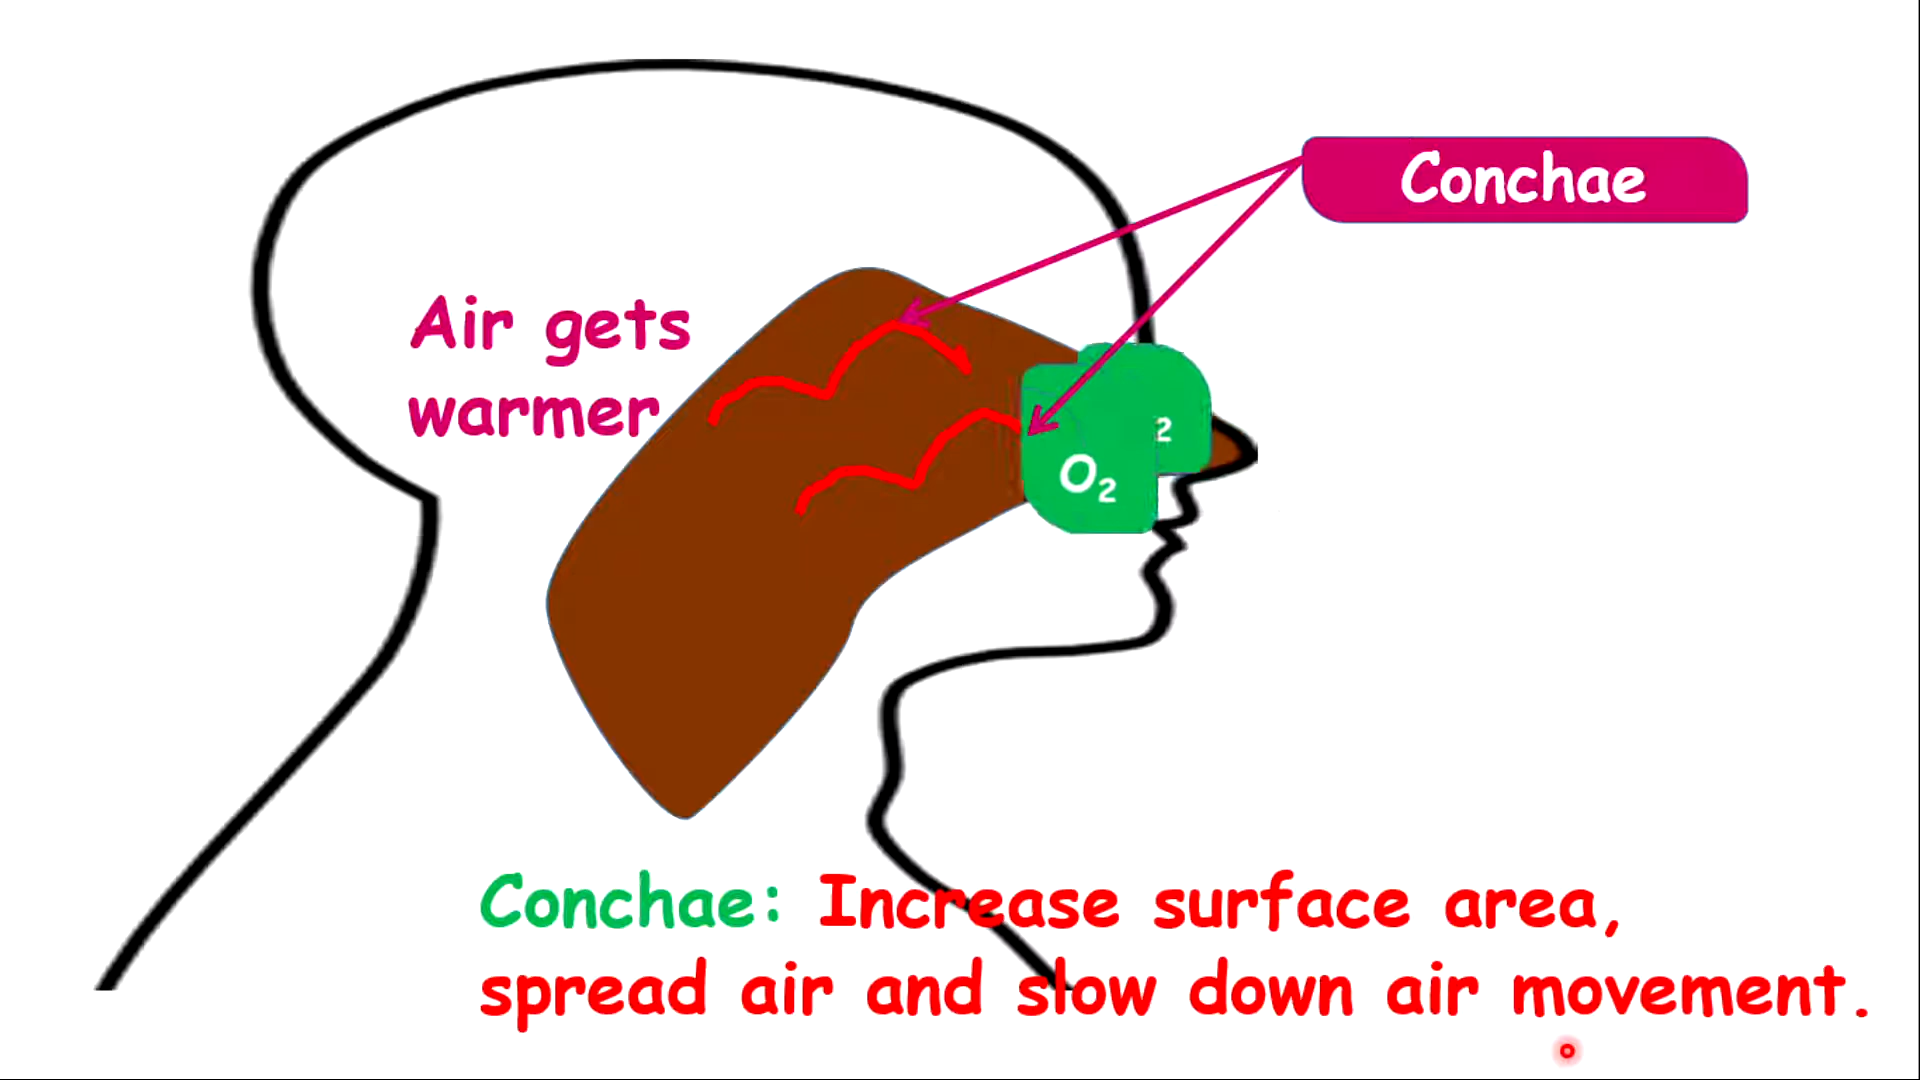 Conchae
Air gets
warmer
2
O₂
Conchae: Increase surface area,
spread air and slow down air movement.